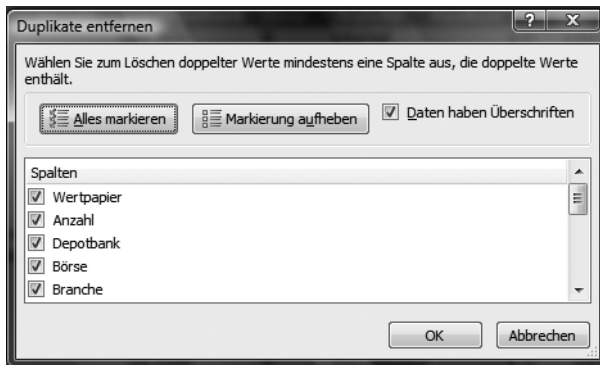 Duplikate entfernen
Wählen Sie zum Löschen doppelter Werte mindestens eine Spalte aus, die doppelte Werte
enthält.
Alles markieren Markierung aufheben Daten haben Überschriften
Spalten
Wertpapier
Anzahl
Depotbank
Börse
Branche
OK Abbrechen